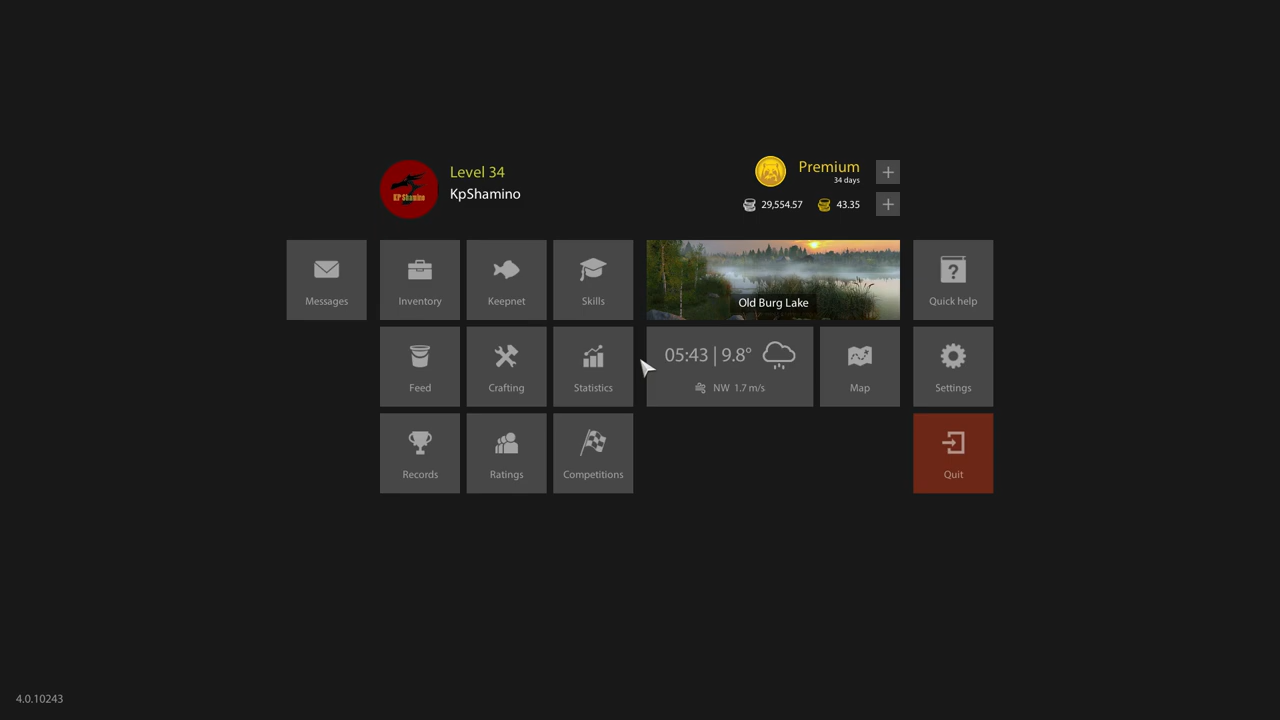 Level 34
KpShamino
KP Shamino
Premium
34 days
29,554.57
43.35
Messages
Inventory
Keepnet
Skills
Old Burg Lake
Quick help
Feed
Crafting
Statistics
05:43 | 9.8°
NW 1.7 m/s
Map
Settings
Records
Ratings
Competitions
Quit
4.0.10243